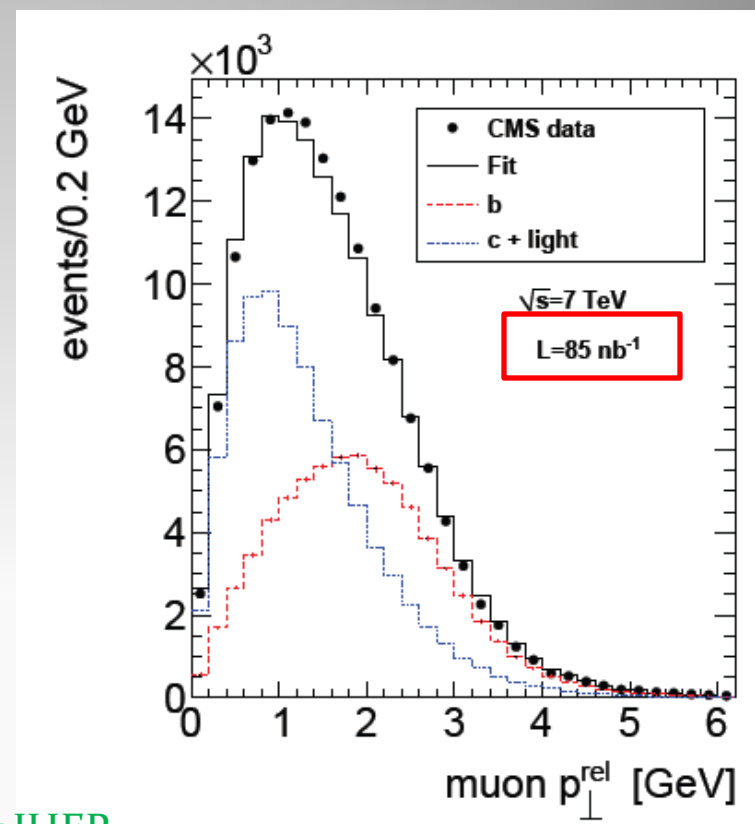 ×10³
events/0.2 GeV
14
12
10
8
6
4
2
0
CMS data
Fit
b
c + light
√s=7 TeV
L=85 nb⁻¹
0 1 2 3 4 5 6
muon p⊥^rel [GeV]